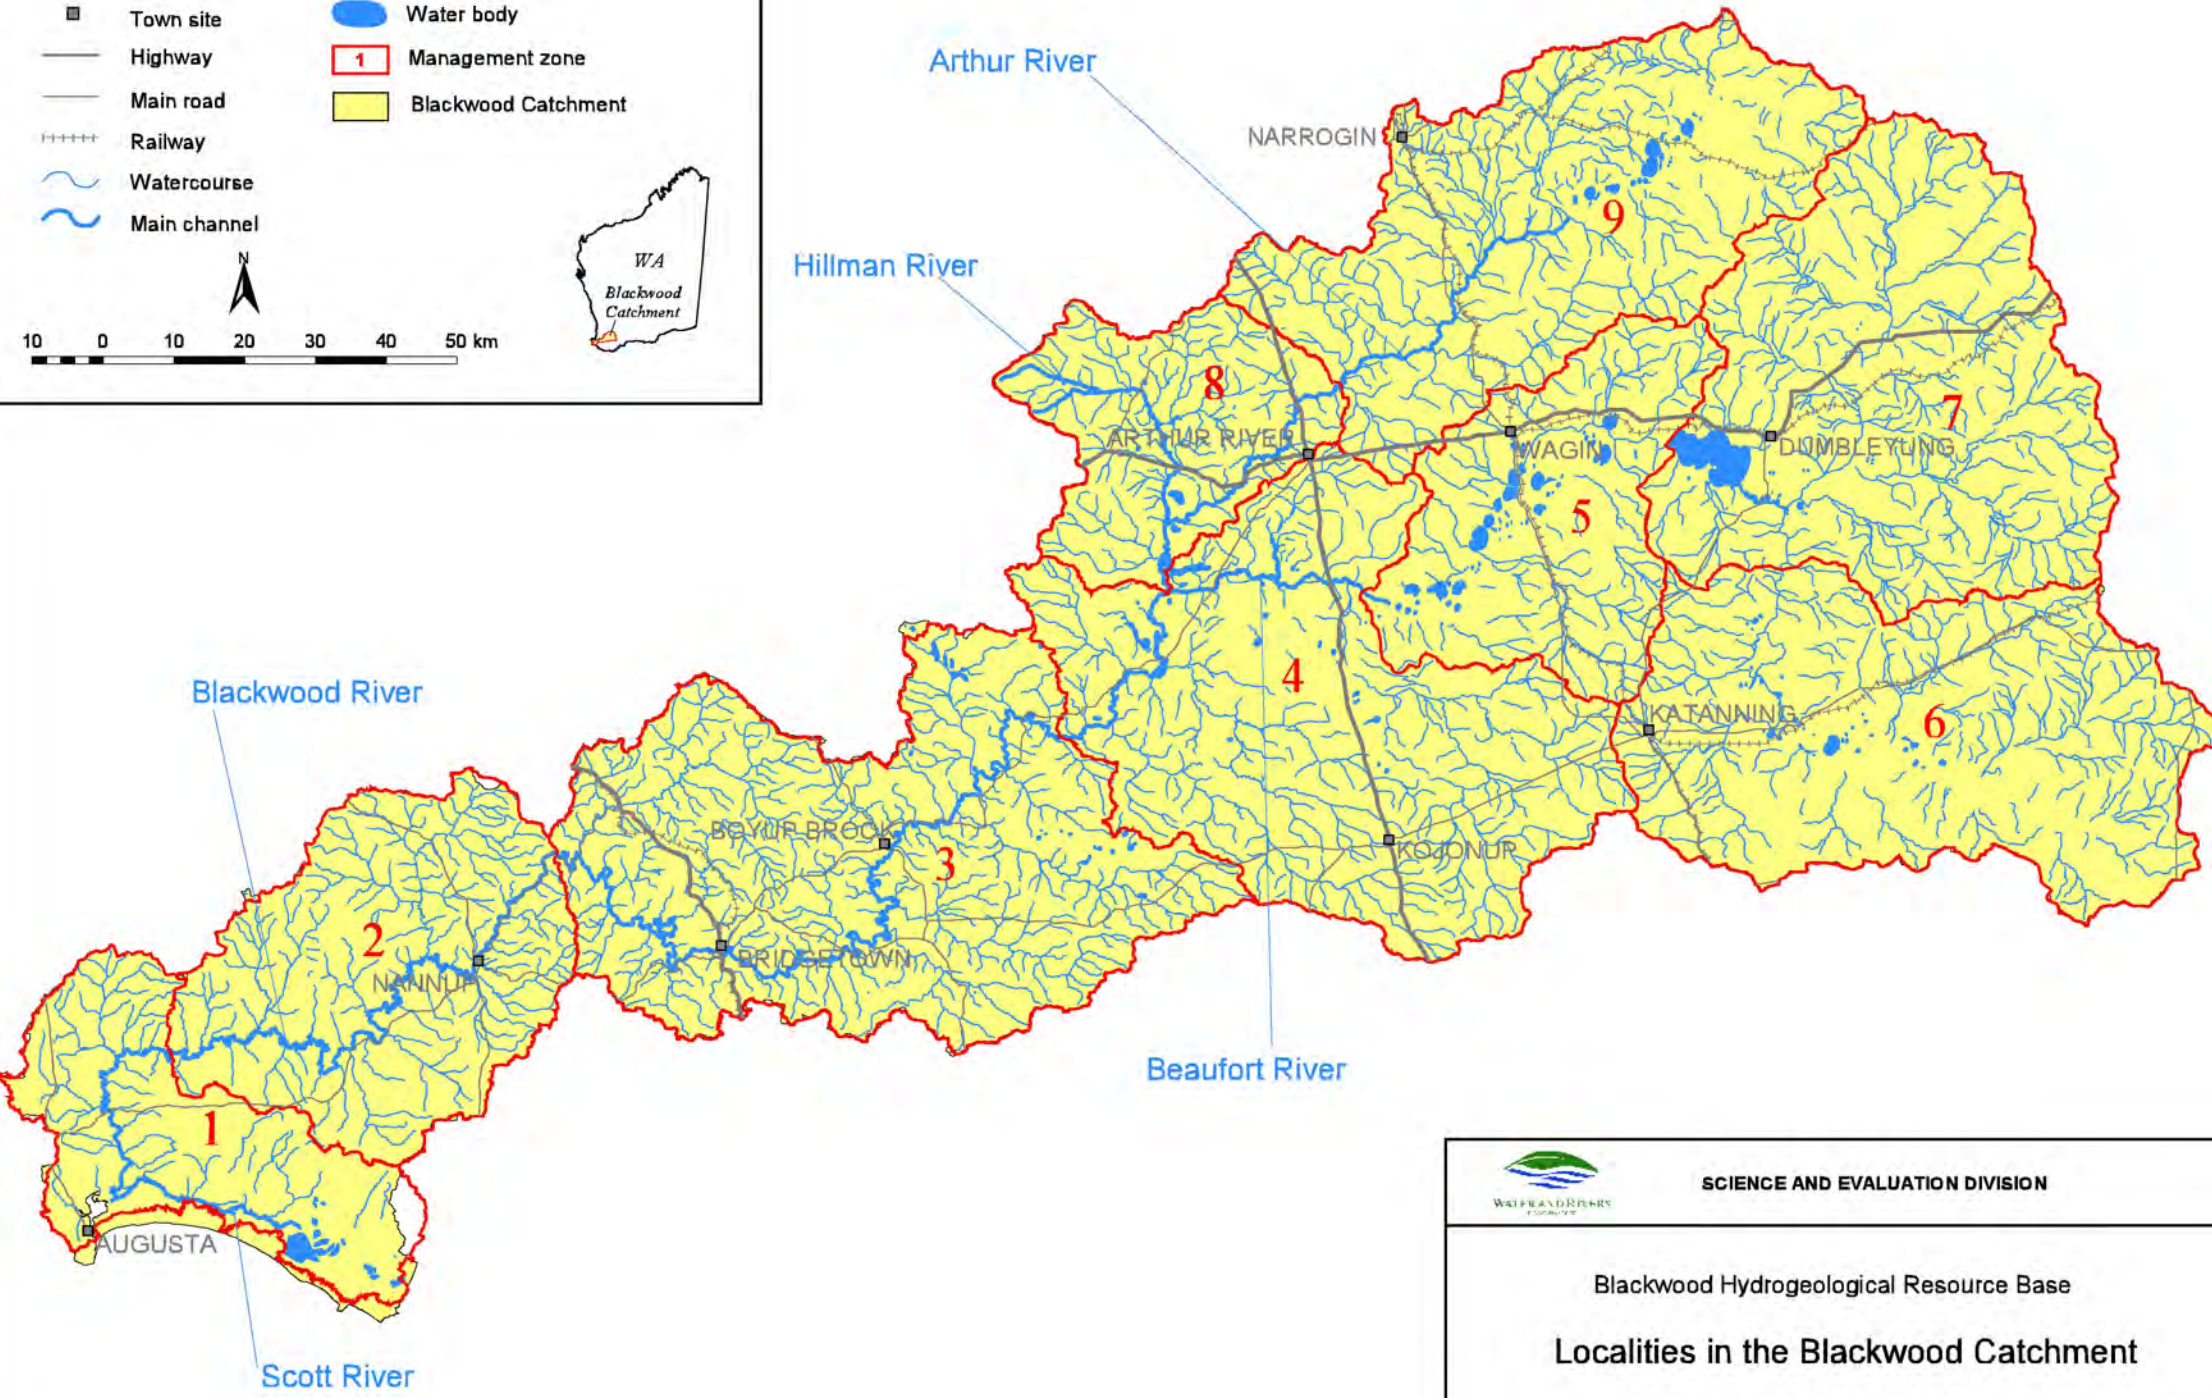 Town site
Highway
Main road
Railway
Watercourse
Main channel
Water body
1 Management zone
Blackwood Catchment
N
10 0 10 20 30 40 50 km
WA
Blackwood
Catchment
Arthur River
NARROGIN
9
Hillman River
8
ARTHUR RIVER
WAGIN
DUMBLEYUNG
7
5
4
KATANNING
6
Blackwood River
BOYUP BROOK
3
KOJONUP
2
NANNUP
BRIDGETOWN
Beaufort River
1
AUGUSTA
Scott River
WATER AND RIVERS
SCIENCE AND EVALUATION DIVISION
Blackwood Hydrogeological Resource Base
Localities in the Blackwood Catchment